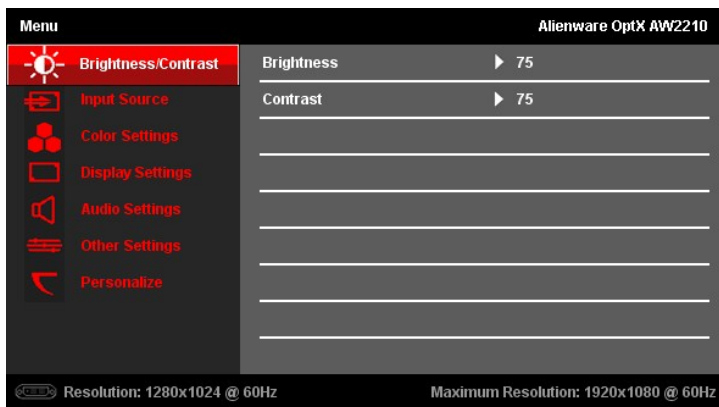 Menu Alienware OptX AW2210
Brightness/Contrast Brightness 75
Input Source Contrast 75
Color Settings
Display Settings
Audio Settings
Other Settings
Personalize
Resolution: 1280x1024 @ 60Hz Maximum Resolution: 1920x1080 @ 60Hz